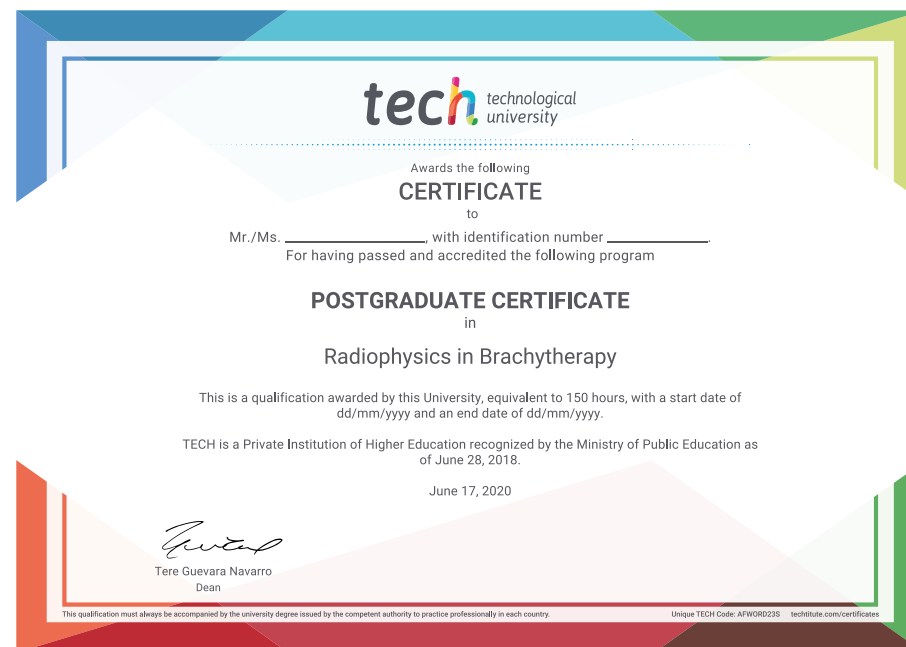 tech technological
university
Awards the following
CERTIFICATE
to
Mr./Ms. ____________________, with identification number ______________.
For having passed and accredited the following program
POSTGRADUATE CERTIFICATE
in
Radiophysics in Brachytherapy
This is a qualification awarded by this University, equivalent to 150 hours, with a start date of
dd/mm/yyyy and an end date of dd/mm/yyyy.
TECH is a Private Institution of Higher Education recognized by the Ministry of Public Education as
of June 28, 2018.
June 17, 2020
Tere Guevara Navarro
Dean
This qualification must always be accompanied by the university degree issued by the competent authority to practice professionally in each country. Unique TECH Code: AFWORD23S techtitute.com/certificates